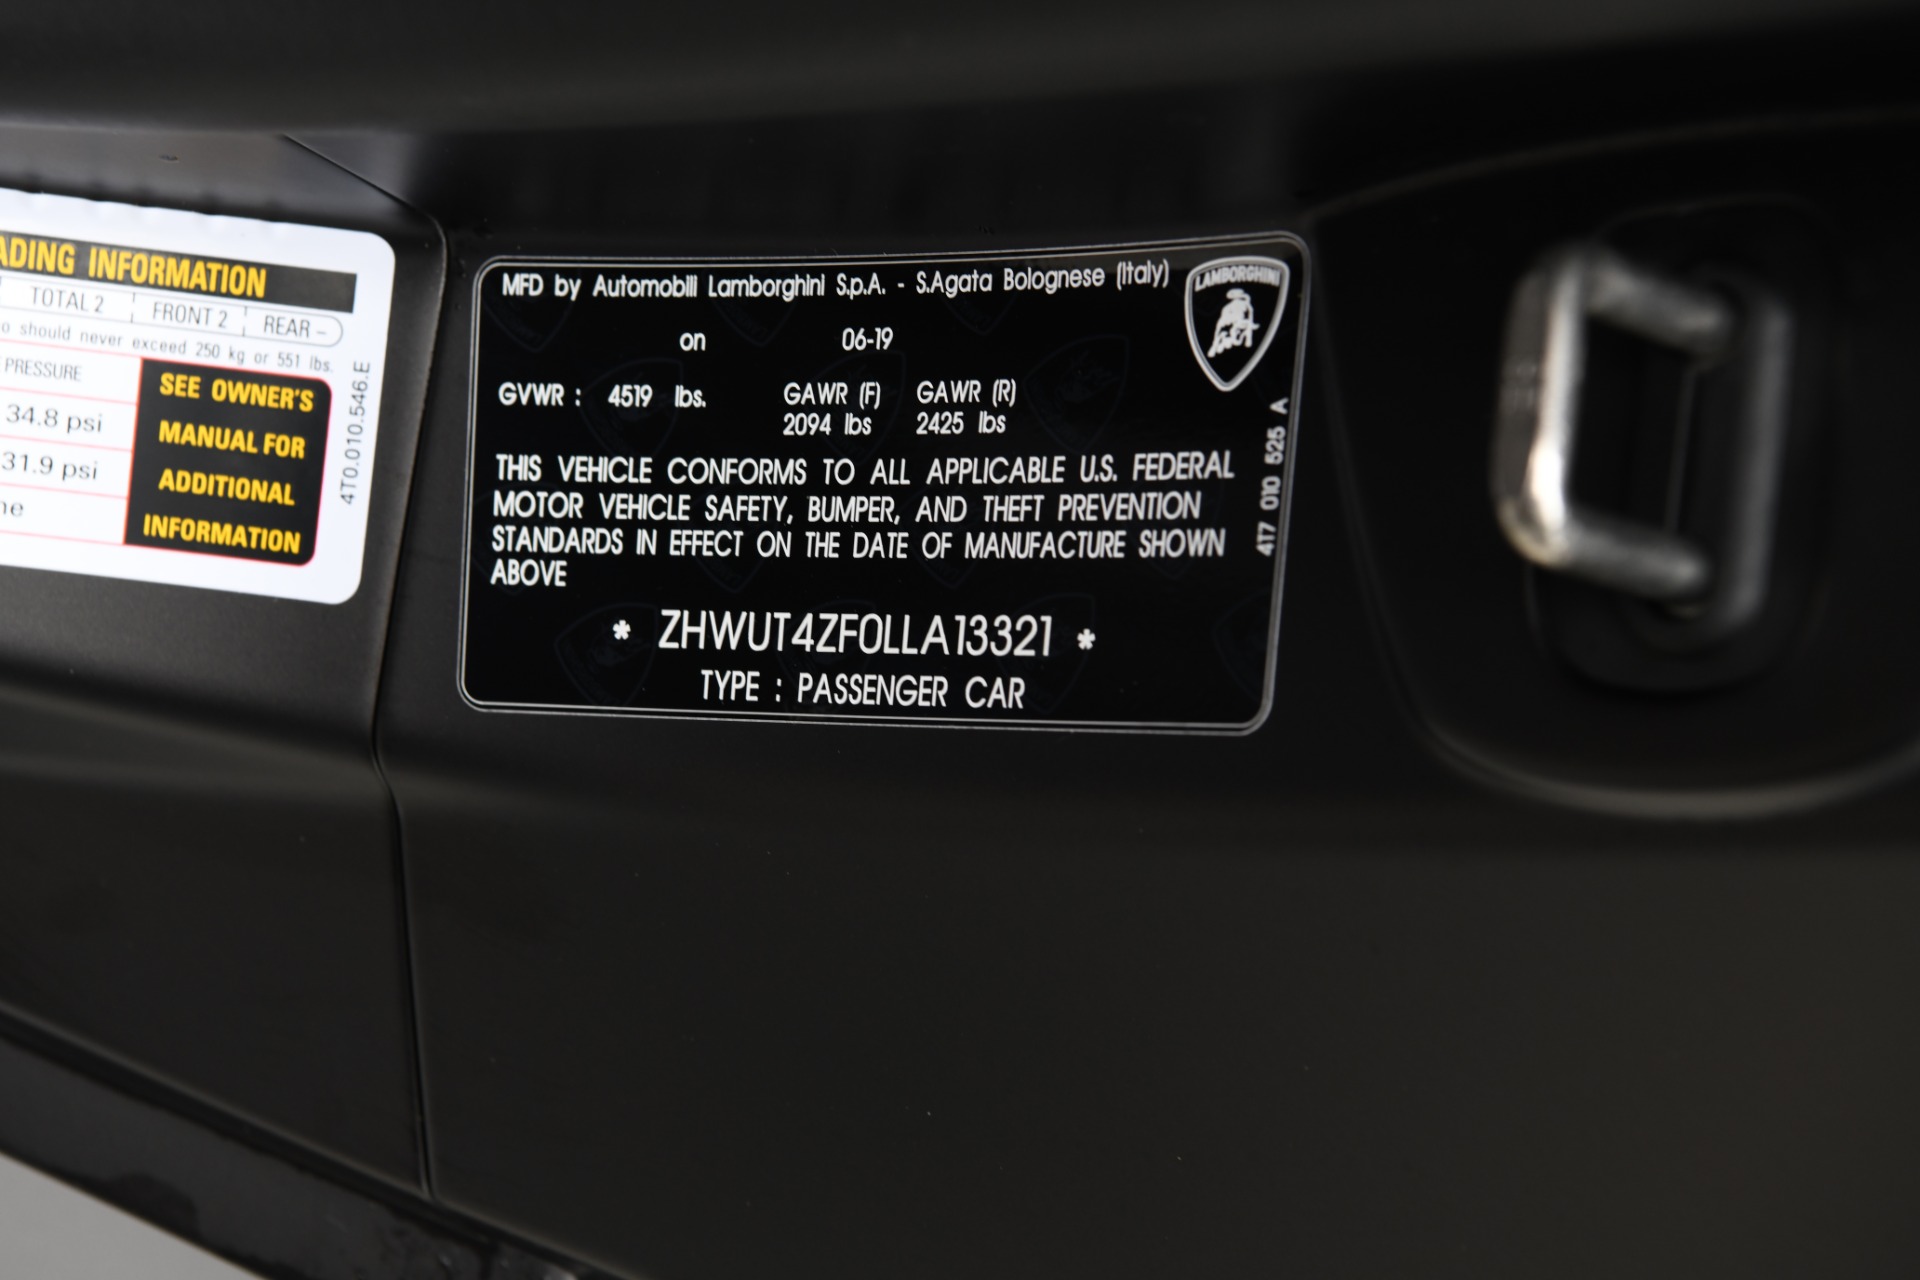 ADING INFORMATION
TOTAL 2 FRONT 2 REAR -
o should never exceed 250 kg or 551 lbs.
PRESSURE
34.8 psi
31.9 psi
ne
SEE OWNER'S
MANUAL FOR
ADDITIONAL
INFORMATION
4T0.010.546.E
MFD by Automobili Lamborghini S.p.A. - S.Agata Bolognese (Italy)
on 06-19
GVWR : 4519 lbs. GAWR (F) GAWR (R)
2094 lbs 2425 lbs
THIS VEHICLE CONFORMS TO ALL APPLICABLE U.S. FEDERAL
MOTOR VEHICLE SAFETY, BUMPER, AND THEFT PREVENTION
STANDARDS IN EFFECT ON THE DATE OF MANUFACTURE SHOWN
ABOVE
* ZHWUT4ZF0LLA13321 *
TYPE : PASSENGER CAR
LAMBORGHINI
4T7 010 525 A